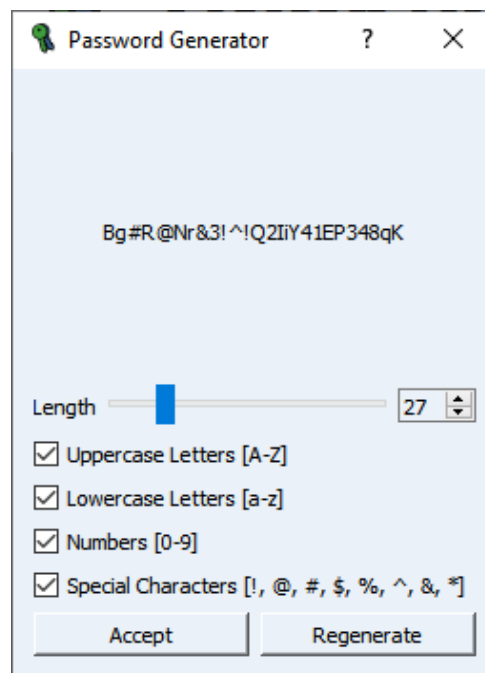 Password Generator ?
Bg#R@Nr&3!^!Q2IiY41EP348qK
Length 27
Uppercase Letters [A-Z]
Lowercase Letters [a-z]
Numbers [0-9]
Special Characters [!, @, #, $, %, ^, &, *]
Accept Regenerate